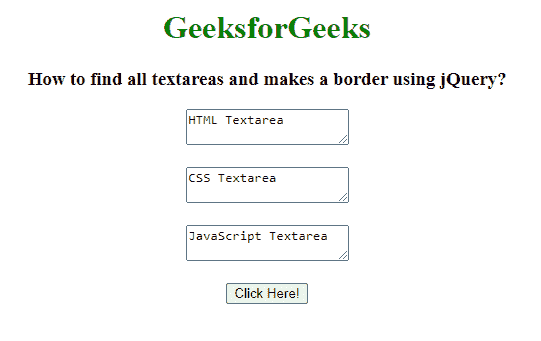 GeeksforGeeks
How to find all textareas and makes a border using jQuery?
HTML Textarea
CSS Textarea
JavaScript Textarea
Click Here!